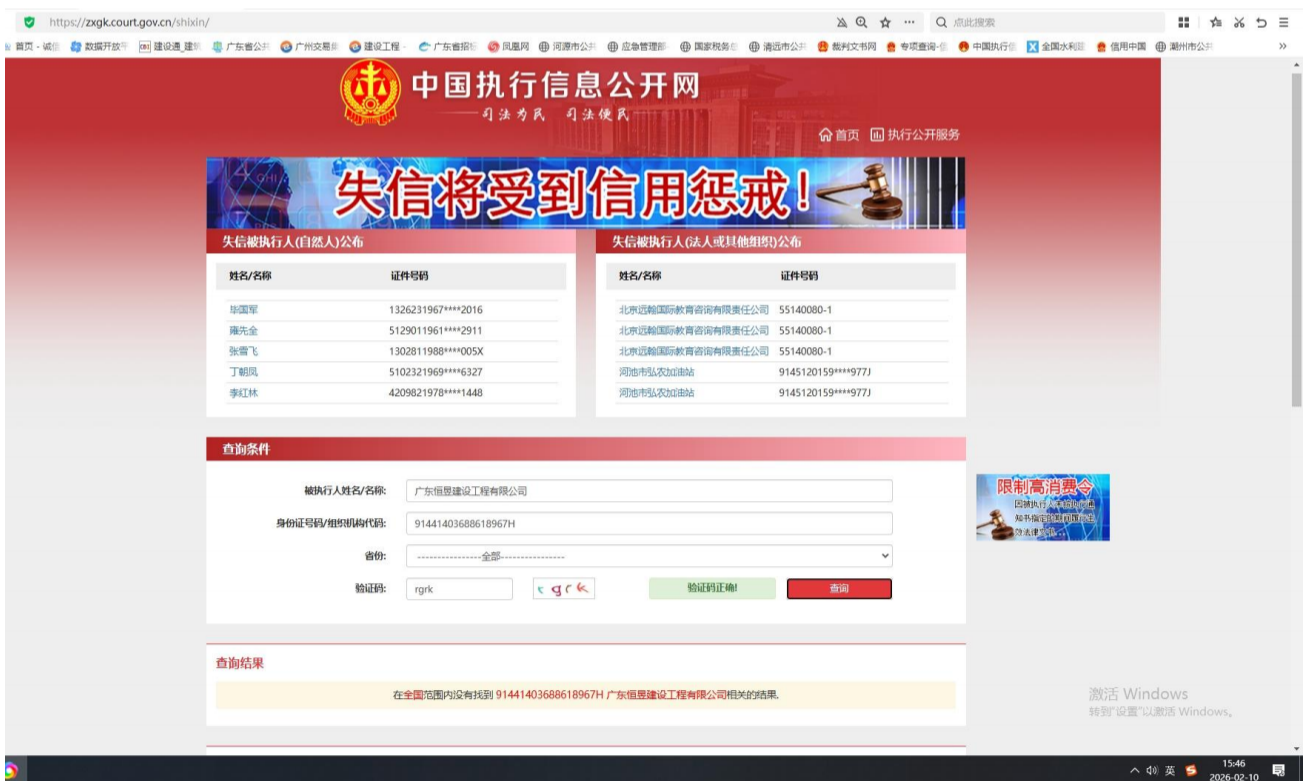 https://zxgk.court.gov.cn/shixin/
点此搜索
首页 - 诚信 数据开放平 建设通_建筑 广东省公共 广州交易集 建设工程 - 广东省招标 凤凰网 河源市公共 应急管理部 国家税务总 清远市公共 裁判文书网 专项查询-信 中国执行信 全国水利建 信用中国 潮州市公共
中国执行信息公开网
司法为民 司法便民
首页 执行公开服务
失信将受到信用惩戒!
失信被执行人(自然人)公布
姓名/名称 证件号码
毕国军 1326231967****2016
雍先全 5129011961****2911
张雪飞 1302811988****005X
丁朝凤 5102321969****6327
李红林 4209821978****1448
失信被执行人(法人或其他组织)公布
姓名/名称 证件号码
北京远翰国际教育咨询有限责任公司 55140080-1
北京远翰国际教育咨询有限责任公司 55140080-1
北京远翰国际教育咨询有限责任公司 55140080-1
河池市弘农加油站 9145120159****977J
河池市弘农加油站 9145120159****977J
查询条件
被执行人姓名/名称: 广东恒昱建设工程有限公司
身份证号码/组织机构代码: 91441403688618967H
省份: ----------------全部----------------
验证码: rgrk rgrk 验证码正确! 查询
限制高消费令
查询结果
在全国范围内没有找到 91441403688618967H 广东恒昱建设工程有限公司相关的结果.
激活 Windows
转到"设置"以激活 Windows。
英
15:46
2026-02-10